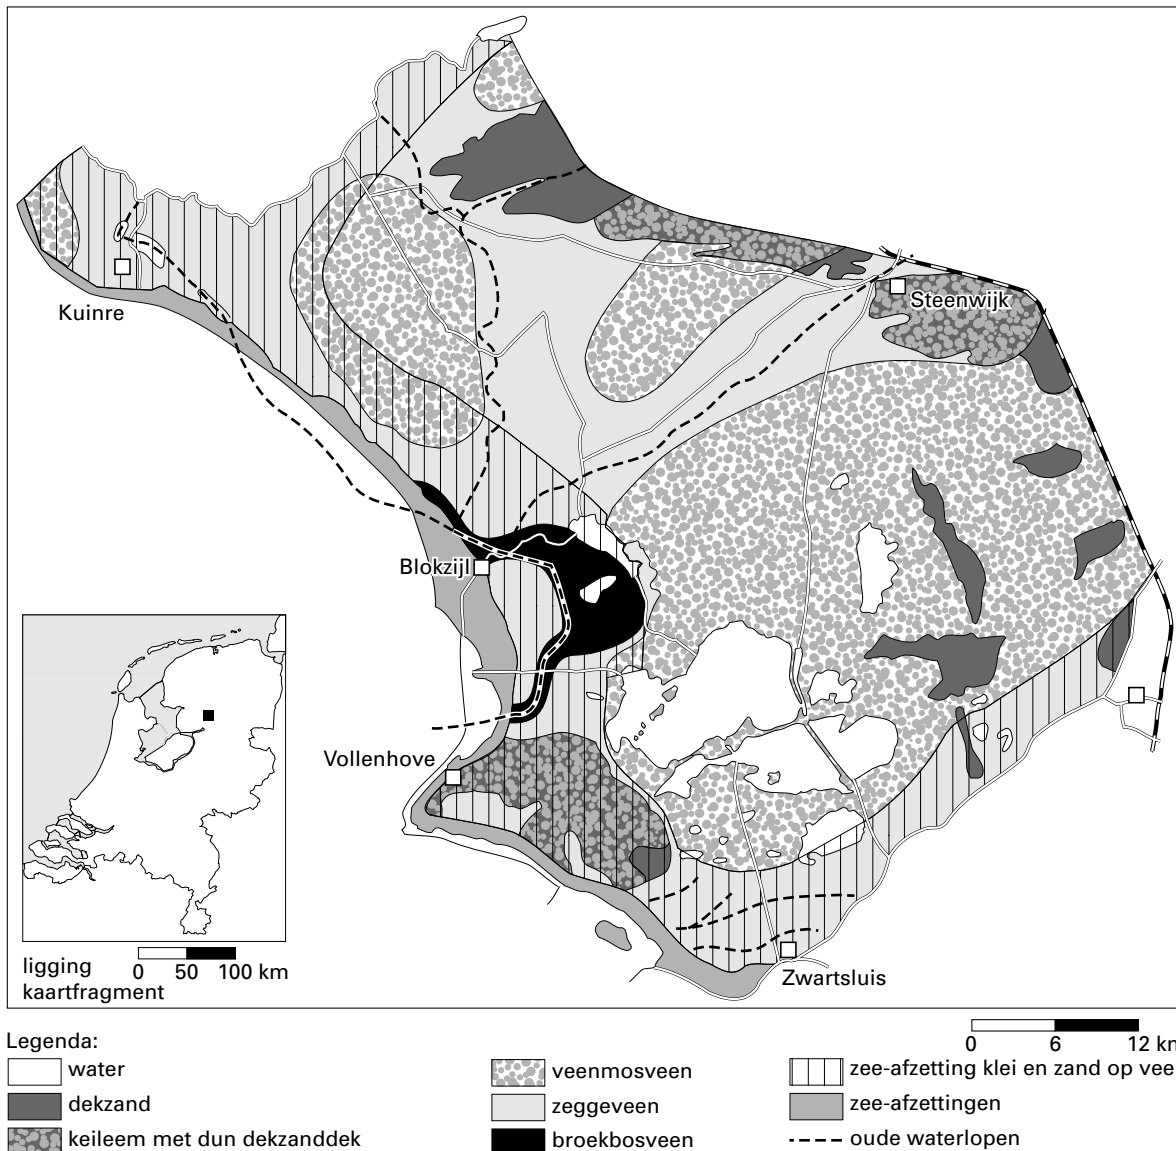 Kuinre
Steenwijk
Blokzijl
Vollenhove
Zwartsluis
ligging
kaartfragment
0 50 100 km
0 6 12 km
Legenda:
water
dekzand
keileem met dun dekzanddek
veenmosveen
zeggeveen
broekbosveen
zee-afzetting klei en zand op vee
zee-afzettingen
oude waterlopen